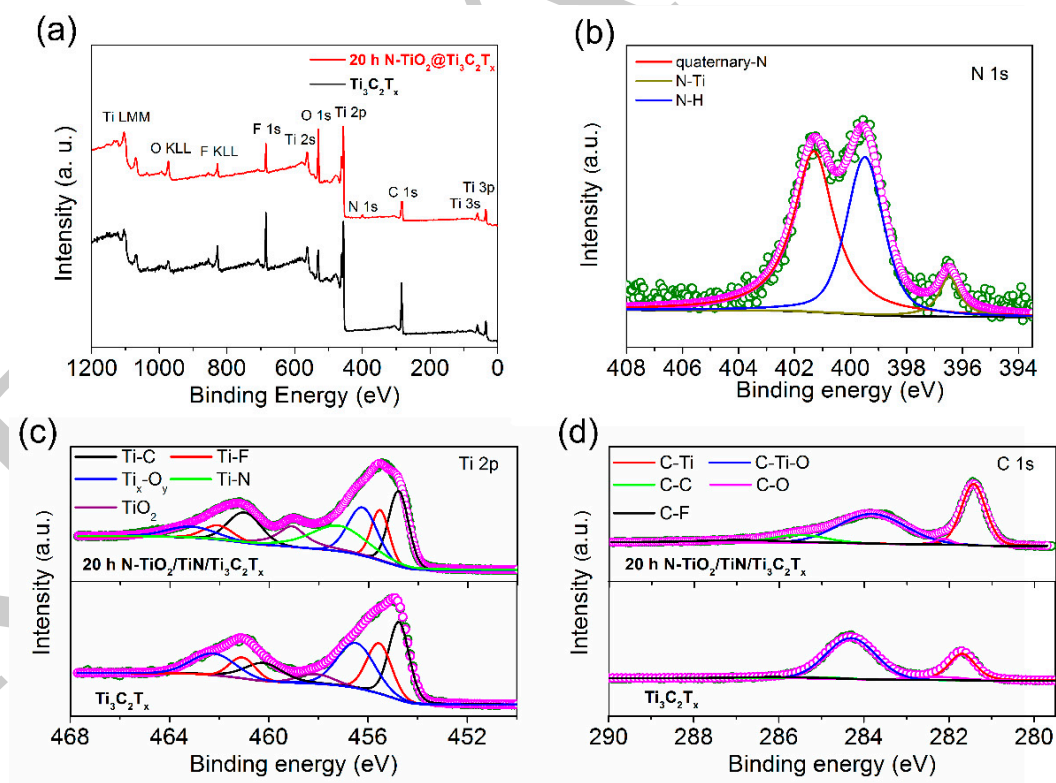 (a)
20 h N-TiO₂@Ti₃C₂Tₓ
Ti₃C₂Tₓ
Ti LMM
O KLL
F KLL
F 1s
Ti 2s
O 1s
Ti 2p
N 1s
C 1s
Ti 3p
Ti 3s
Intensity (a. u.)
1200 1000 800 600 400 200 0
Binding Energy (eV)
(b)
quaternary-N
N-Ti
N-H
N 1s
Intensity (a.u.)
408 406 404 402 400 398 396 394
Binding energy (eV)
(c)
Ti-C Ti-F
Tiₓ-Oᵧ Ti-N
TiO₂
Ti 2p
20 h N-TiO₂/TiN/Ti₃C₂Tₓ
Ti₃C₂Tₓ
Intensity (a.u.)
468 464 460 456 452
Binding energy (eV)
(d)
C-Ti C-Ti-O
C-C C-O
C-F
C 1s
20 h N-TiO₂/TiN/Ti₃C₂Tₓ
Ti₃C₂Tₓ
Intensity (a.u.)
290 288 286 284 282 280
Binding energy (eV)